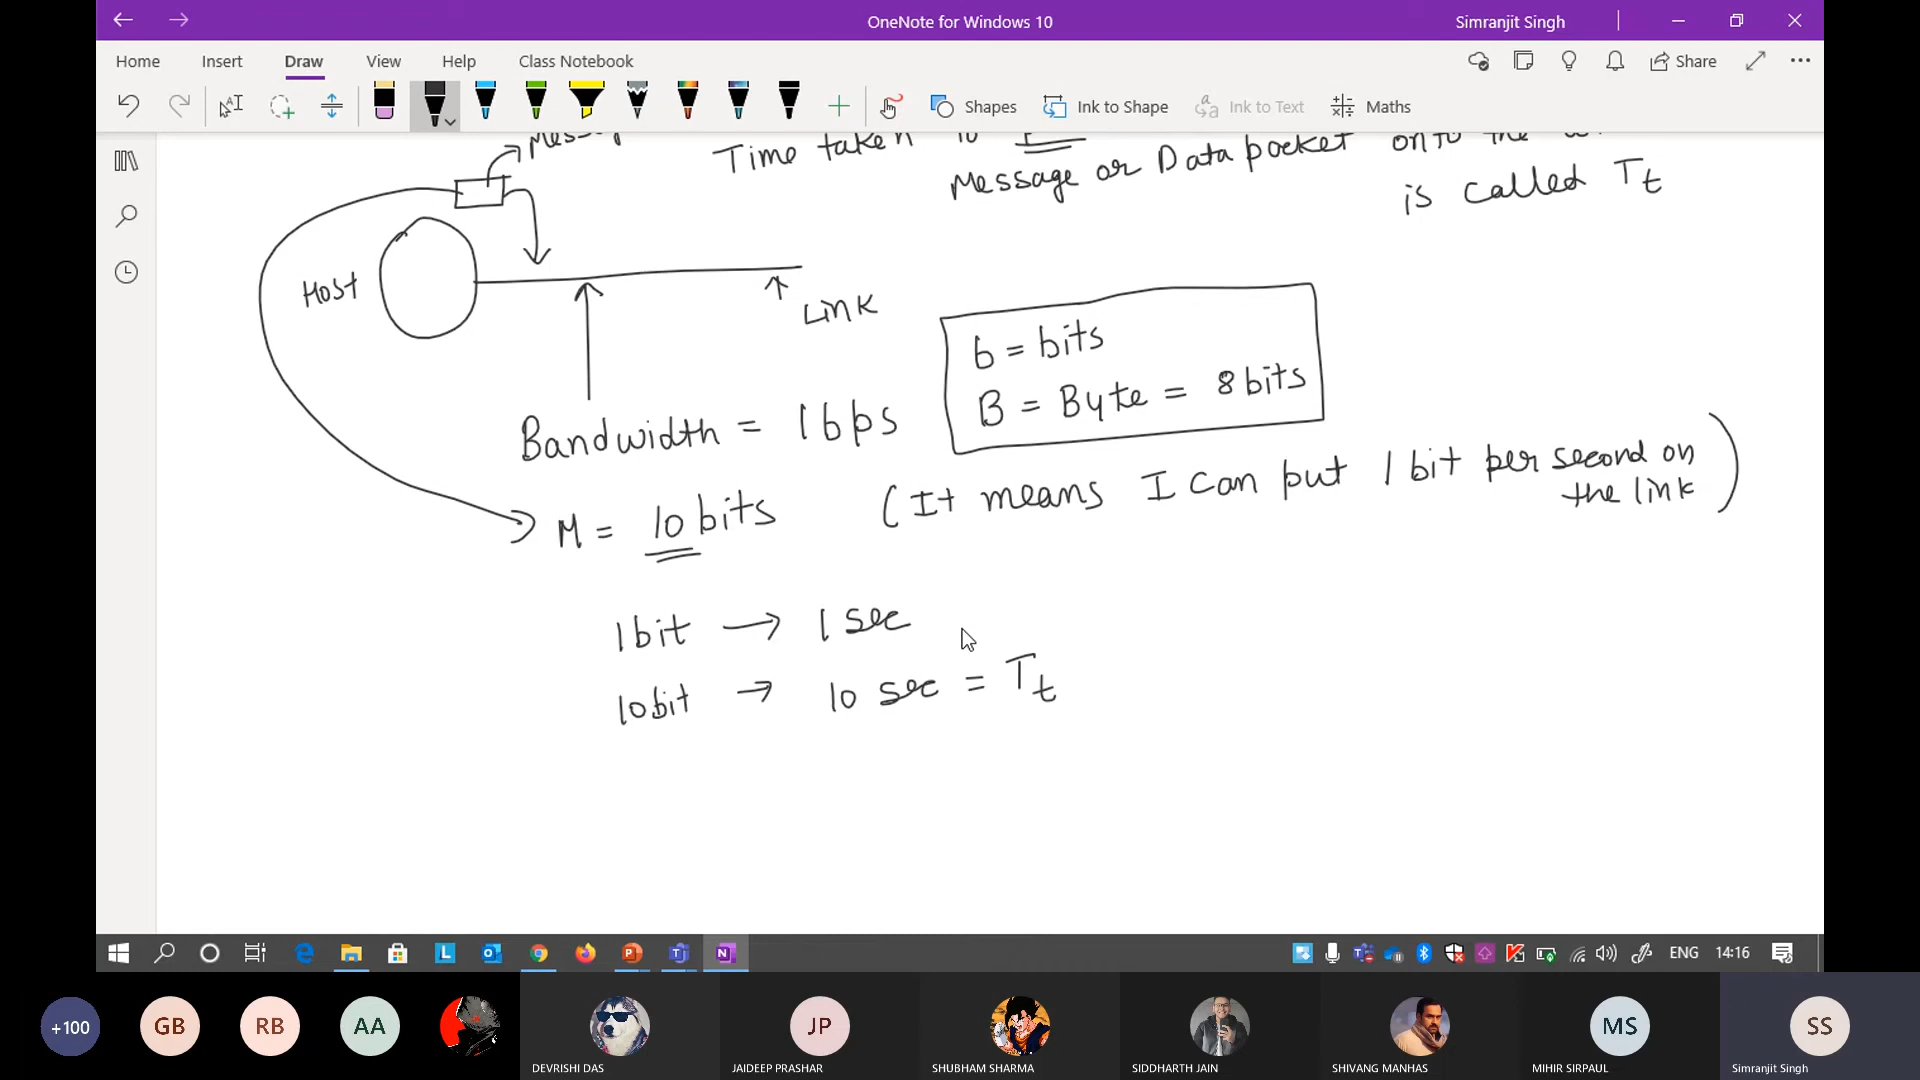 OneNote for Windows 10
Simranjit Singh
Home Insert Draw View Help Class Notebook
Share
Shapes Ink to Shape Ink to Text Maths
Time taken to
Message or Data packet onto the
is called Tt
Host
Link
b = bits
B = Byte = 8 bits
Bandwidth = 1 bps
(It means I can put 1 bit per second on
the link)
M = 10 bits
1 bit → 1 sec
10 bit → 10 sec = Tt
ENG 14:16
+100 GB RB AA JP MS SS
DEVRISHI DAS JAIDEEP PRASHAR SHUBHAM SHARMA SIDDHARTH JAIN SHIVANG MANHAS MIHIR SIRPAUL Simranjit Singh